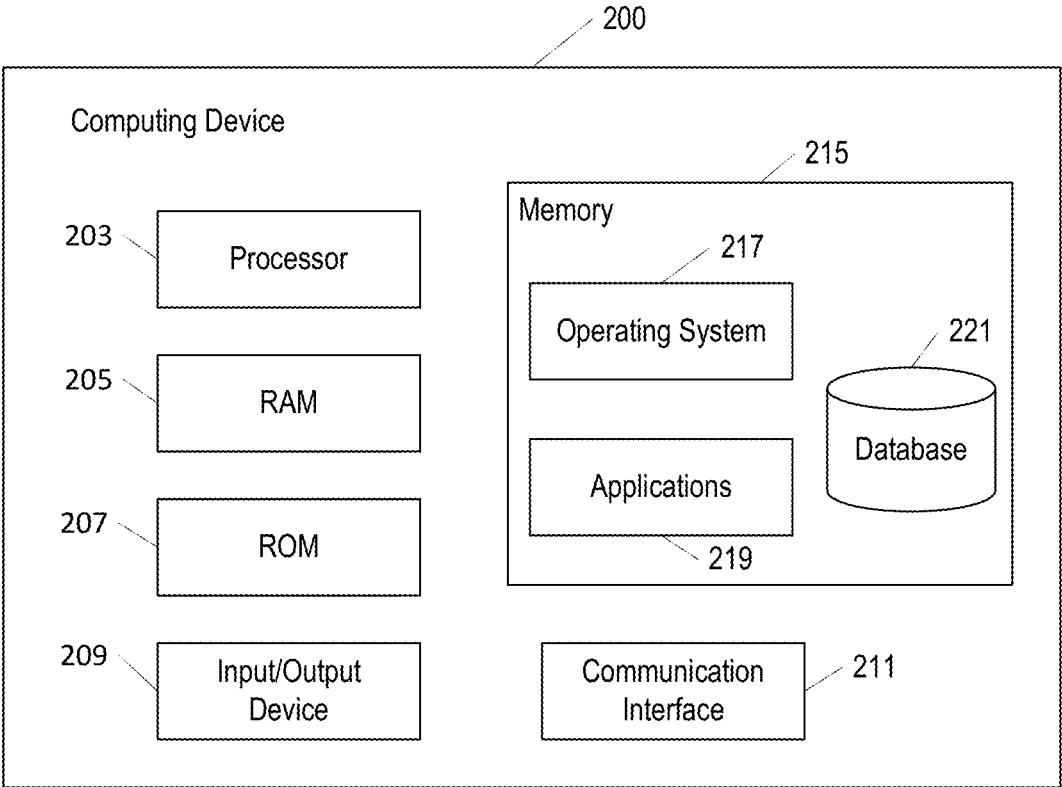 200
Computing Device
215
Memory
203
Processor
217
Operating System
221
Database
205
RAM
Applications
219
207
ROM
209
Input/Output
Device
Communication
Interface
211